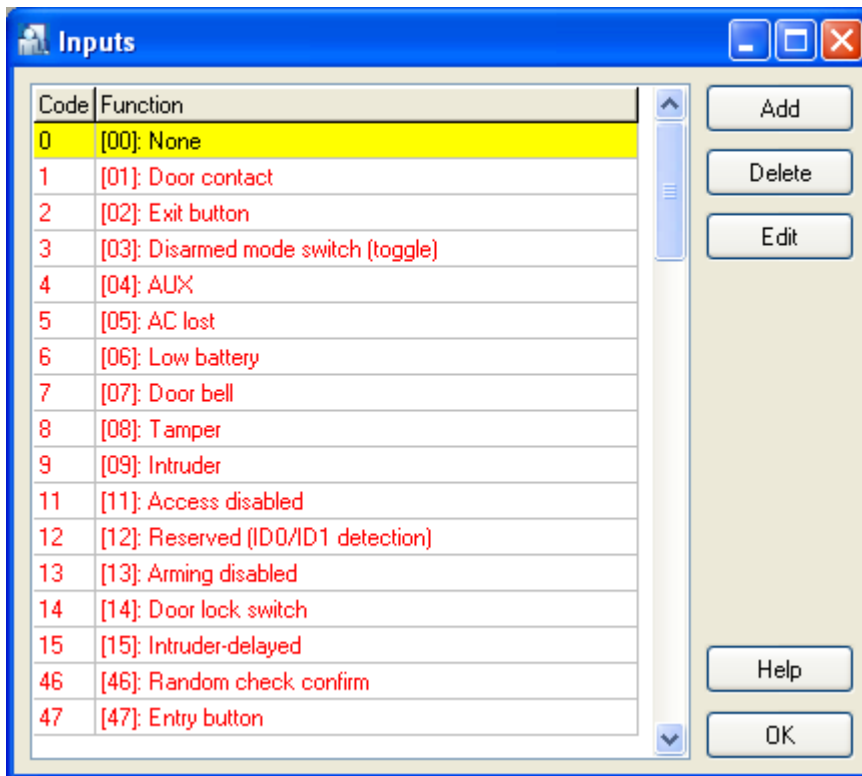 Inputs
Code Function
0 [00]: None
1 [01]: Door contact
2 [02]: Exit button
3 [03]: Disarmed mode switch (toggle)
4 [04]: AUX
5 [05]: AC lost
6 [06]: Low battery
7 [07]: Door bell
8 [08]: Tamper
9 [09]: Intruder
11 [11]: Access disabled
12 [12]: Reserved (ID0/ID1 detection)
13 [13]: Arming disabled
14 [14]: Door lock switch
15 [15]: Intruder-delayed
46 [46]: Random check confirm
47 [47]: Entry button
Add
Delete
Edit
Help
OK